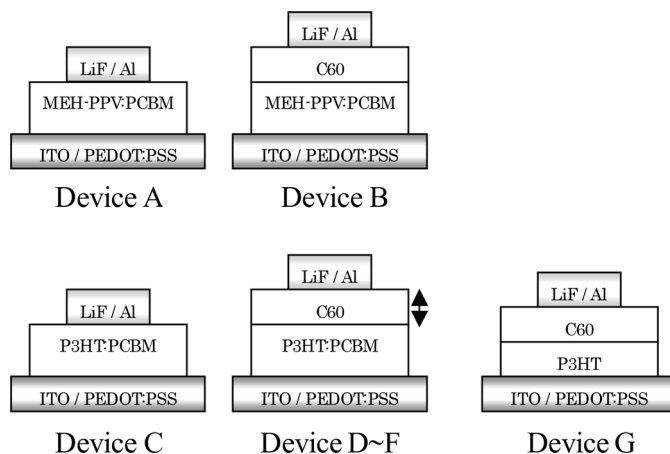 LiF / Al
MEH-PPV:PCBM
ITO / PEDOT:PSS
Device A
LiF / Al
C60
MEH-PPV:PCBM
ITO / PEDOT:PSS
Device B
LiF / Al
P3HT:PCBM
ITO / PEDOT:PSS
Device C
LiF / Al
C60
P3HT:PCBM
ITO / PEDOT:PSS
Device D~F
LiF / Al
C60
P3HT
ITO / PEDOT:PSS
Device G